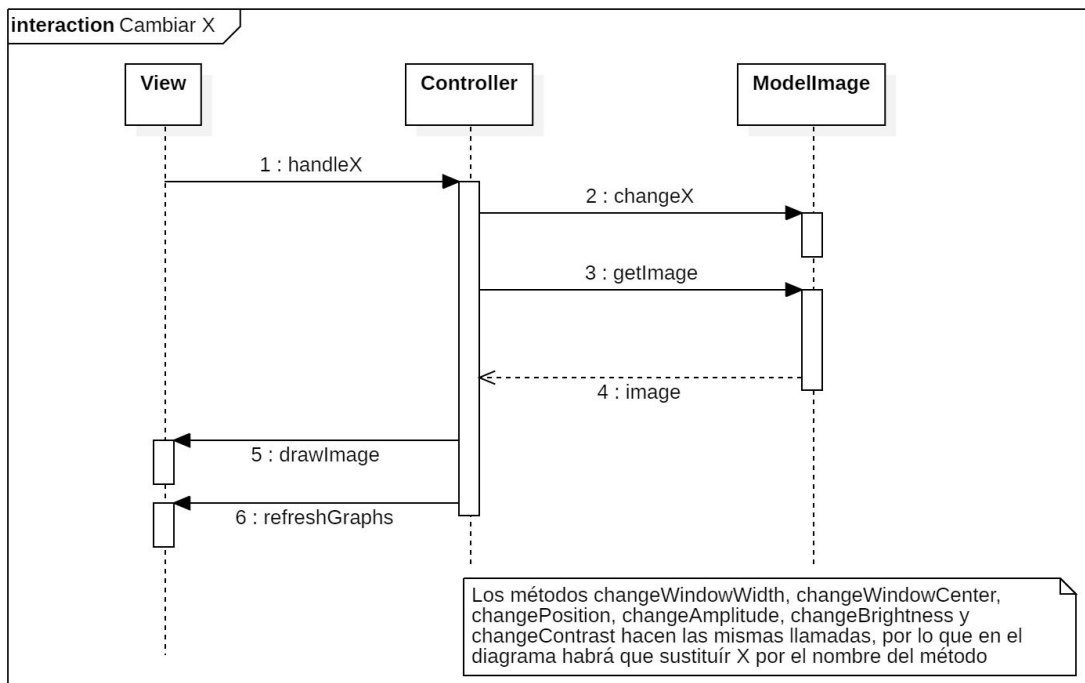 interaction Cambiar X
View
Controller
ModelImage
1 : handleX
2 : changeX
3 : getImage
4 : image
5 : drawImage
6 : refreshGraphs
Los métodos changeWindowWidth, changeWindowCenter,
changePosition, changeAmplitude, changeBrightness y
changeContrast hacen las mismas llamadas, por lo que en el
diagrama habrá que sustituír X por el nombre del método